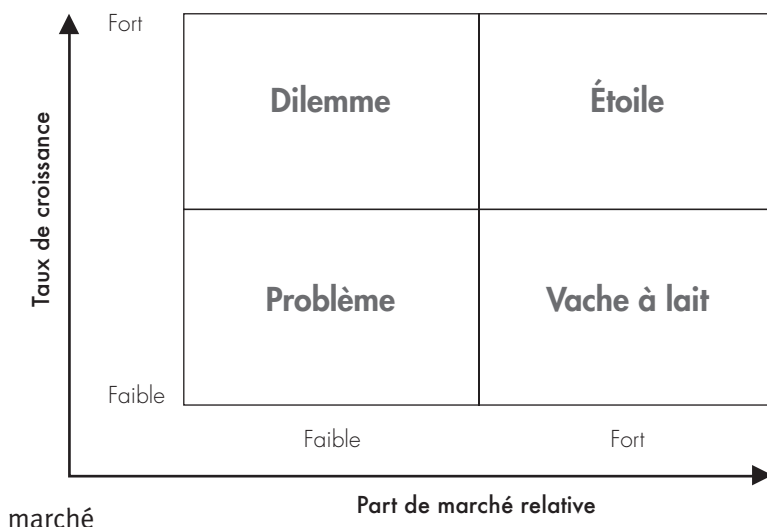 Fort
Dilemme
Étoile
Taux de croissance
Problème
Vache à lait
Faible
Faible
Fort
Part de marché relative
marché